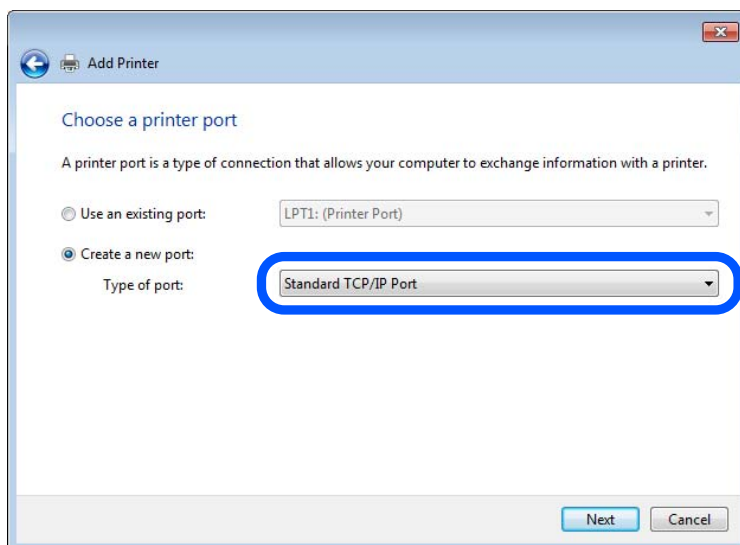 Add Printer
Choose a printer port
A printer port is a type of connection that allows your computer to exchange information with a printer.
Use an existing port: LPT1: (Printer Port)
Create a new port:
Type of port: Standard TCP/IP Port
Next Cancel